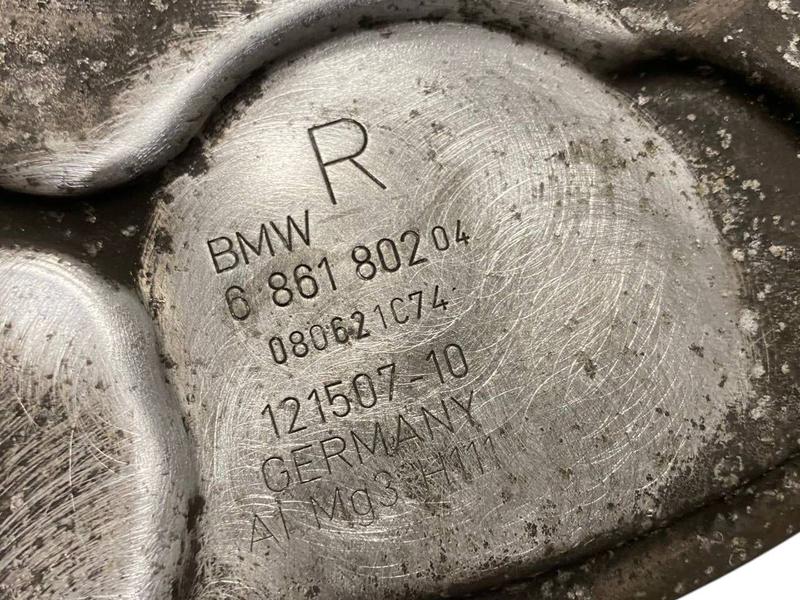 R
BMW
6 861 802 04
080621C74
121507-10
GERMANY
Al Mg3 H111